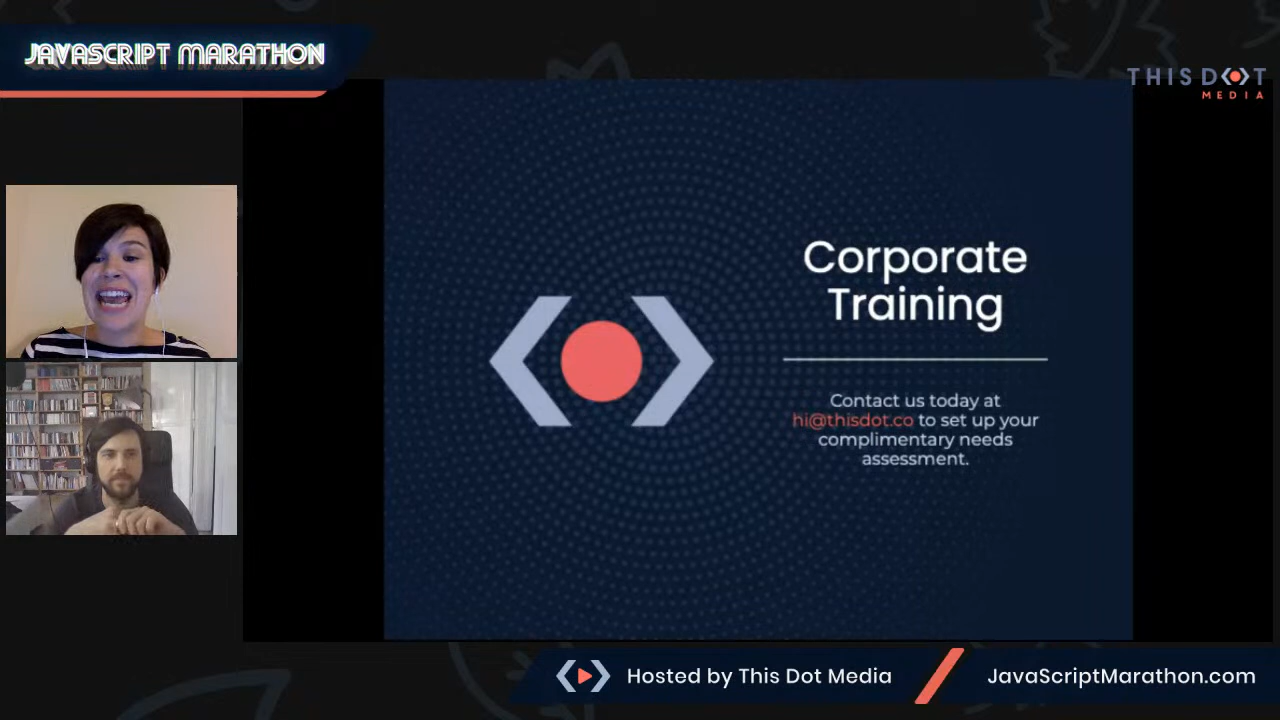 JAVASCRIPT MARATHON
THIS DOT
MEDIA
Corporate
Training
Contact us today at
hi@thisdot.co to set up your
complimentary needs
assessment.
Hosted by This Dot Media
JavaScriptMarathon.com